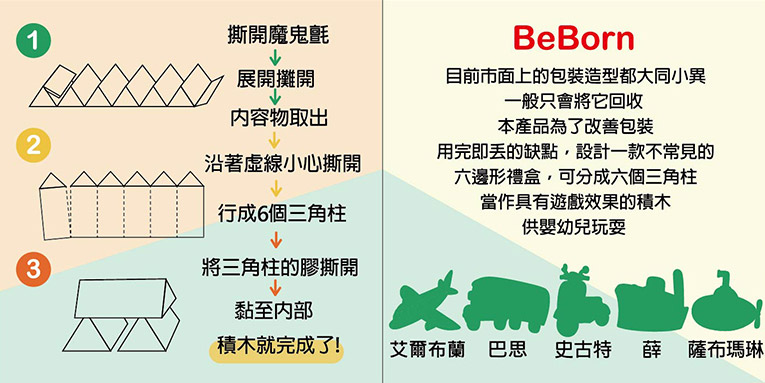 1
撕開魔鬼氈
展開攤開
內容物取出
2
沿著虛線小心撕開
行成6個三角柱
3
將三角柱的膠撕開
黏至內部
積木就完成了!
BeBorn
目前市面上的包裝造型都大同小異
一般只會將它回收
本產品為了改善包裝
用完即丟的缺點，設計一款不常見的
六邊形禮盒，可分成六個三角柱
當作具有遊戲效果的積木
供嬰幼兒玩耍
艾爾布蘭 巴思 史古特 薛 薩布瑪琳